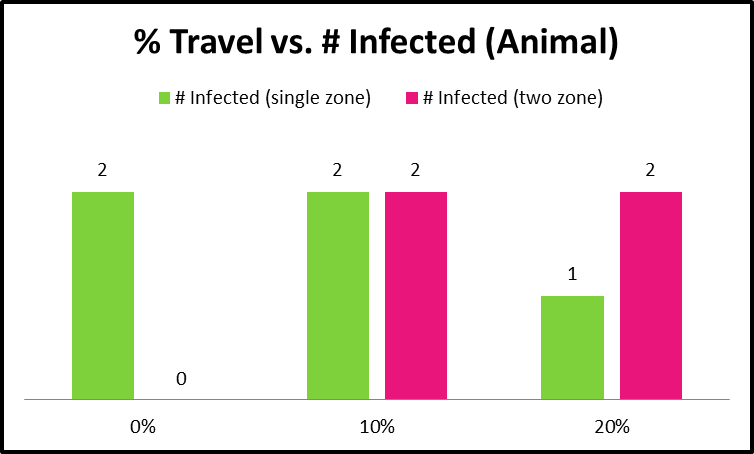 % Travel vs. # Infected (Animal)
# Infected (single zone) # Infected (two zone)
2 2 2 2
1
0
0% 10% 20%